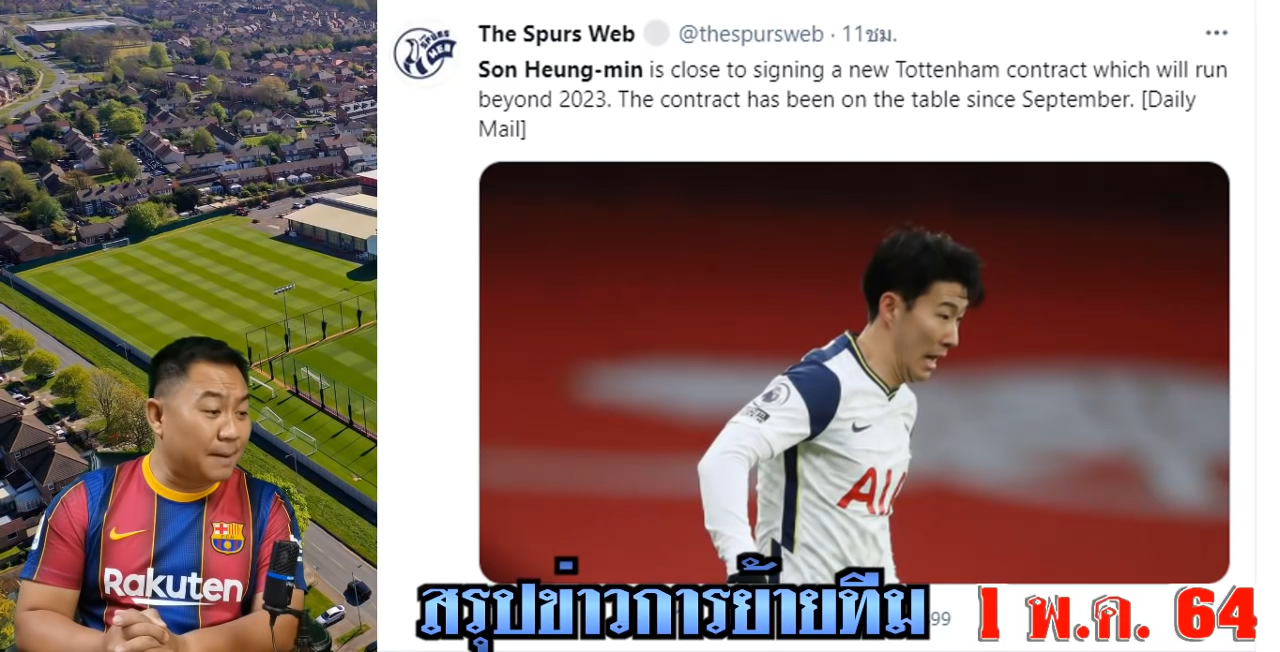 The Spurs Web @thespursweb · 11ชม.
Son Heung-min is close to signing a new Tottenham contract which will run
beyond 2023. The contract has been on the table since September. [Daily
Mail]
AI
Rakuten
สรุปข่าวการย้ายทีม 1 พ.ค. 64
99